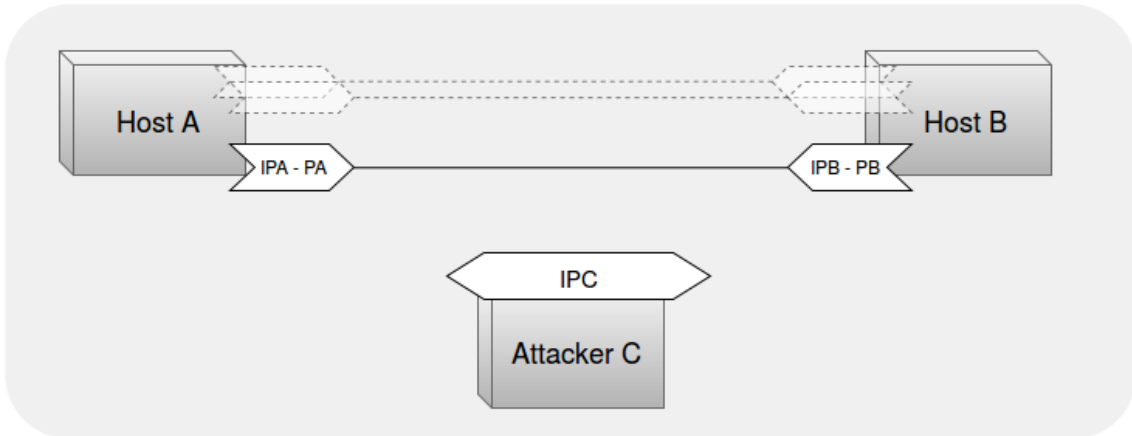 Host A
Host B
IPA - PA
IPB - PB
IPC
Attacker C